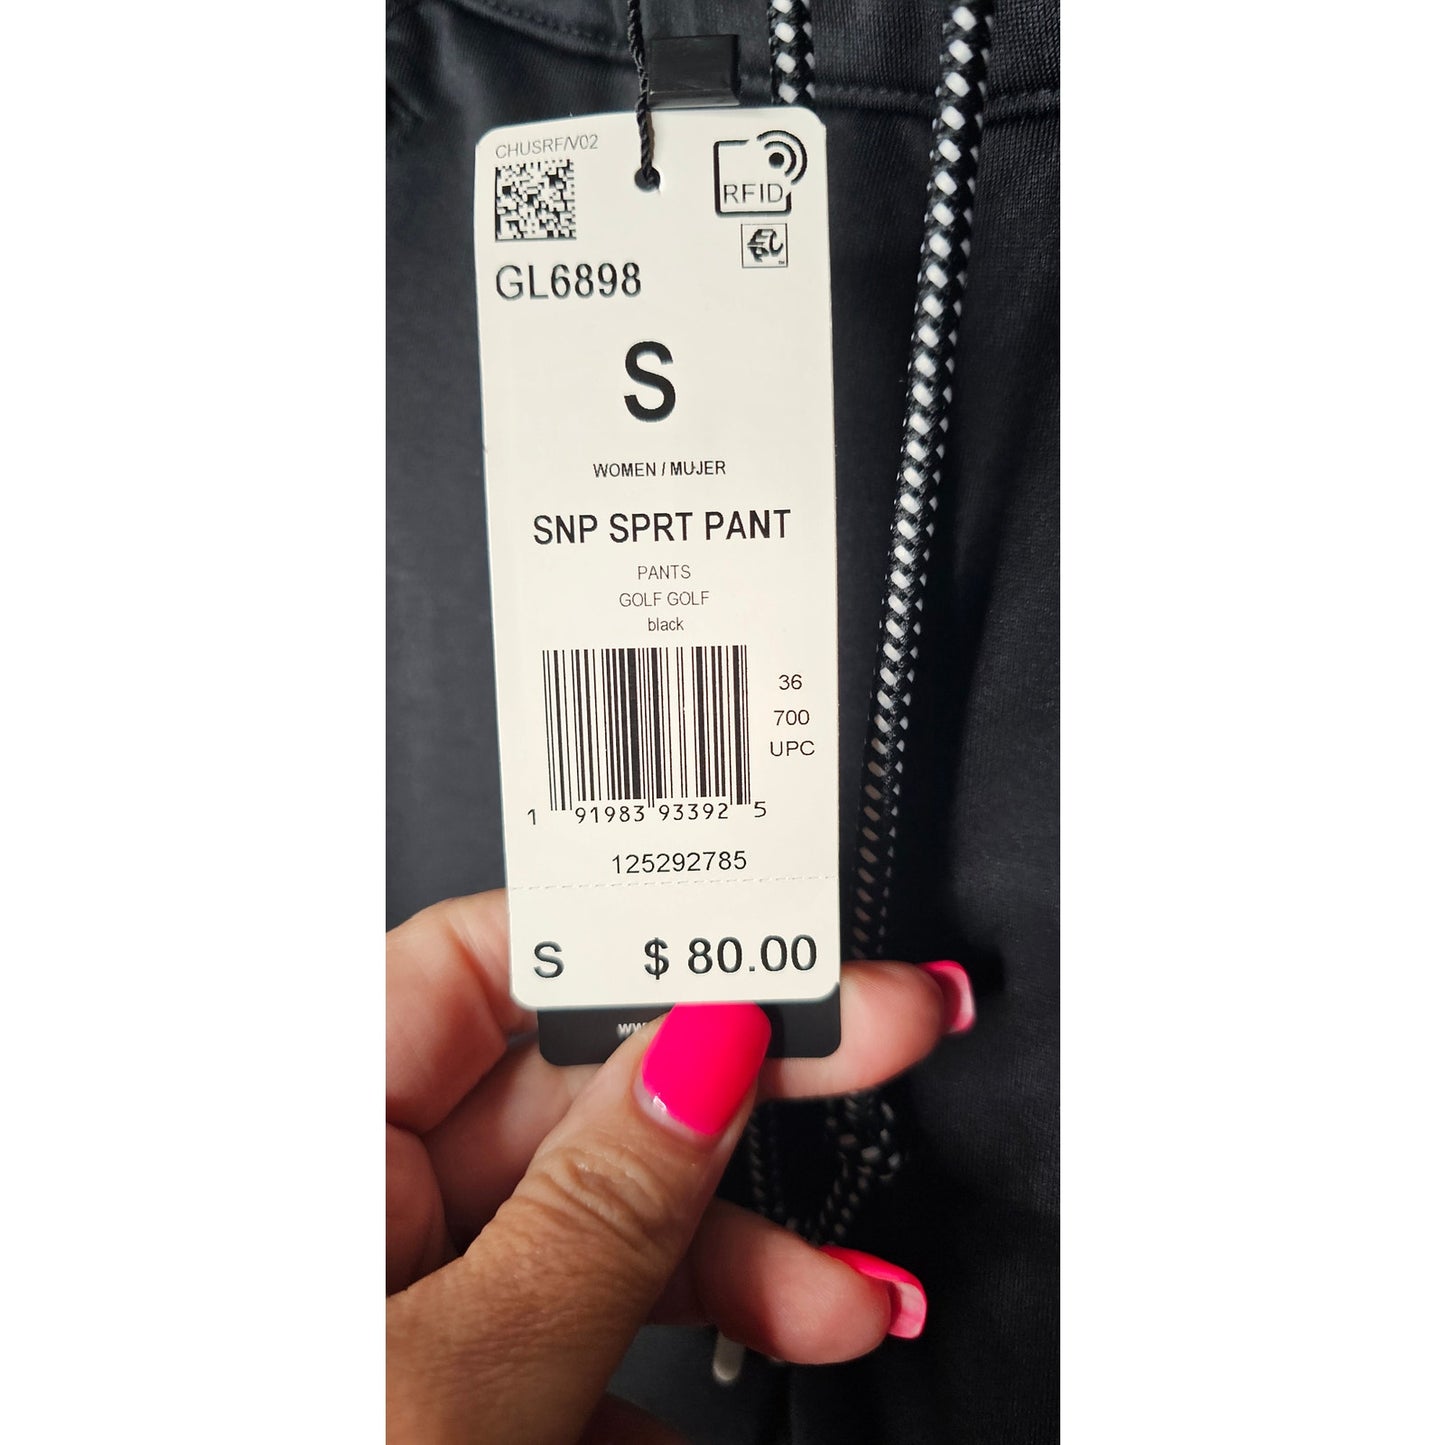 CHUSRF/V02
RFID
EPC
GL6898
S
WOMEN / MUJER
SNP SPRT PANT
PANTS
GOLF GOLF
black
36
700
UPC
1 91983 93392 5
125292785
S $ 80.00